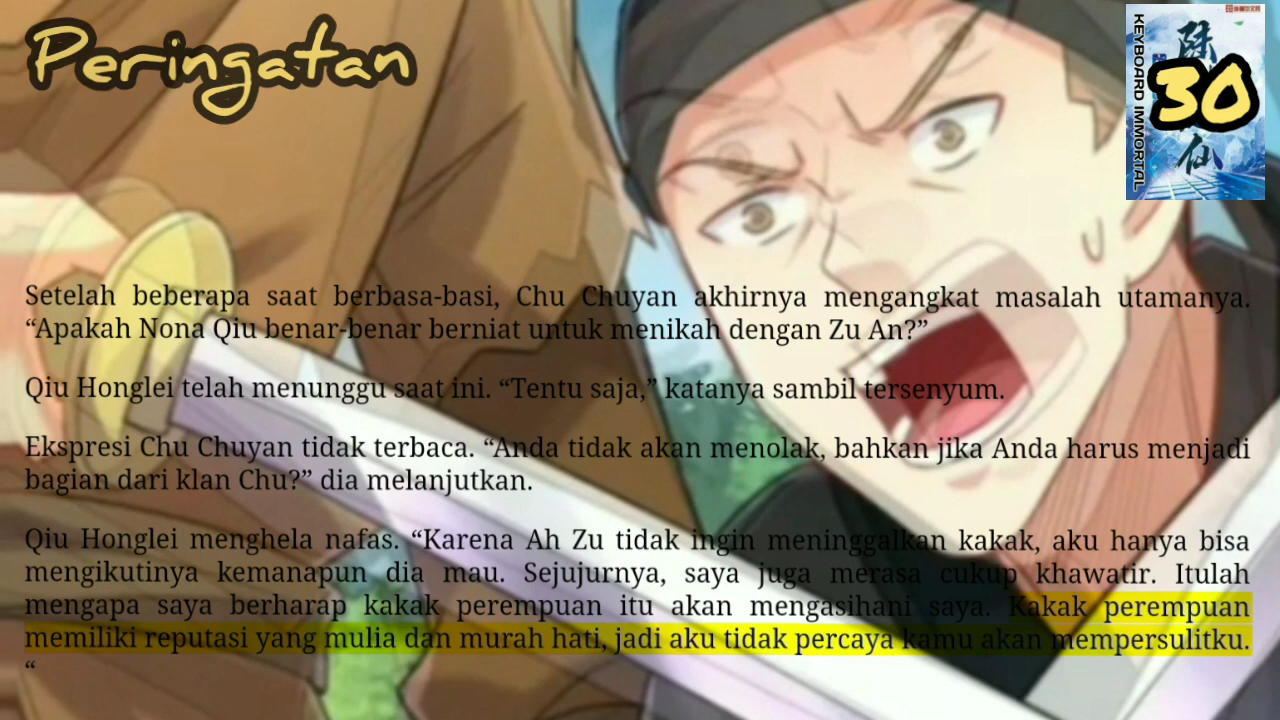 Peringatan
KEYBOARD IMMORTAL
陆
30
仙
Setelah beberapa saat berbasa-basi, Chu Chuyan akhirnya mengangkat masalah utamanya.
“Apakah Nona Qiu benar-benar berniat untuk menikah dengan Zu An?”
Qiu Honglei telah menunggu saat ini. “Tentu saja,” katanya sambil tersenyum.
Ekspresi Chu Chuyan tidak terbaca. “Anda tidak akan menolak, bahkan jika Anda harus menjadi
bagian dari klan Chu?” dia melanjutkan.
Qiu Honglei menghela nafas. “Karena Ah Zu tidak ingin meninggalkan kakak, aku hanya bisa
mengikutinya kemanapun dia mau. Sejujurnya, saya juga merasa cukup khawatir. Itulah
mengapa saya berharap kakak perempuan itu akan mengasihani saya. Kakak perempuan
memiliki reputasi yang mulia dan murah hati, jadi aku tidak percaya kamu akan mempersulitku.
“